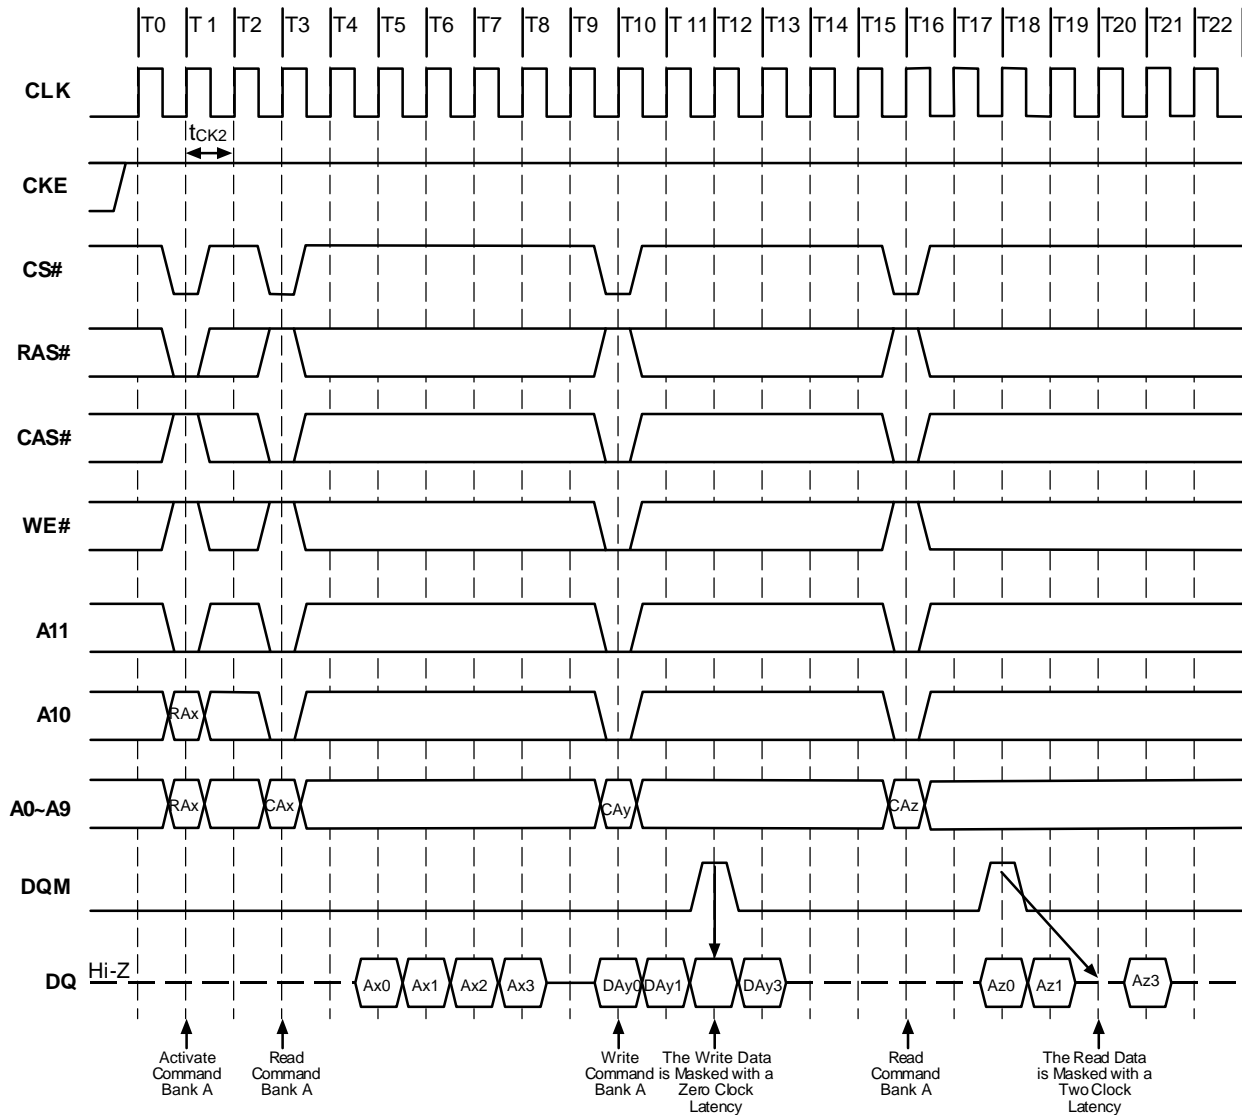 T0 T 1 T2 T3 T4 T5 T6 T7 T8 T9 T10 T 11 T12 T13 T14 T15 T16 T17 T18 T19 T20 T21 T22
CLK
tCK2
CKE
CS#
RAS#
CAS#
WE#
A11
A10 RAx
A0~A9 RAx CAx CAy CAz
DQM
DQ Hi-Z Ax0 Ax1 Ax2 Ax3 DAy0 DAy1 DAy3 Az0 Az1 Az3
Activate
Command
Bank A
Read
Command
Bank A
Write
Command
Bank A
The Write Data
is Masked with a
Zero Clock
Latency
Read
Command
Bank A
The Read Data
is Masked with a
Two Clock
Latency